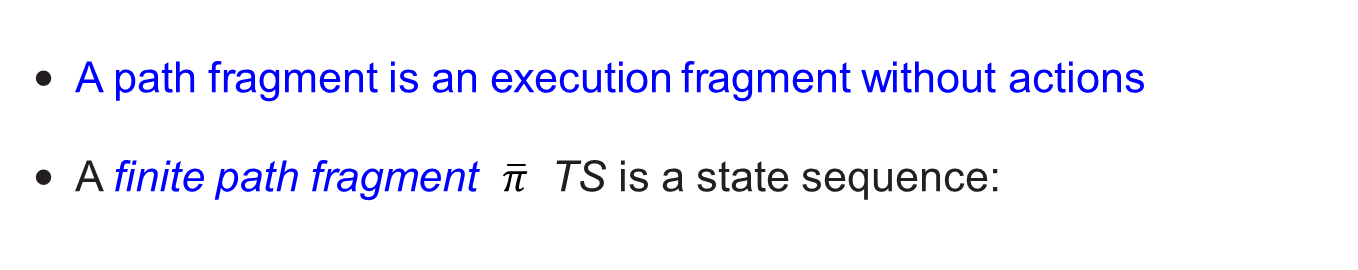 • A path fragment is an execution fragment without actions
• A finite path fragment π̅ TS is a state sequence: